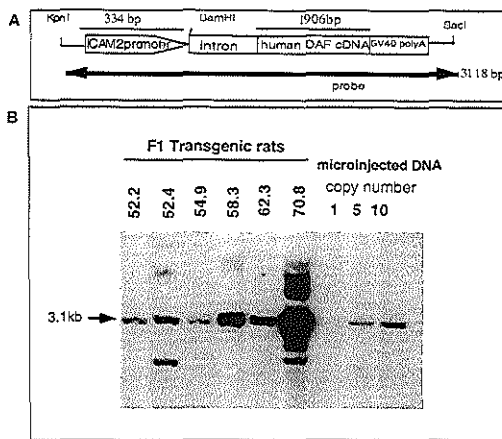 A
334 bp
(906bp
KpnI
BamHI
SacI
ICAM2promotor
Intron
human DAF cDNA
SV40 polyA
3118 bp
probe
B
F1 Transgenic rats
microinjected DNA
copy number
52.2
52.4
54.9
58.3
62.3
70.8
1 5 10
3.1kb